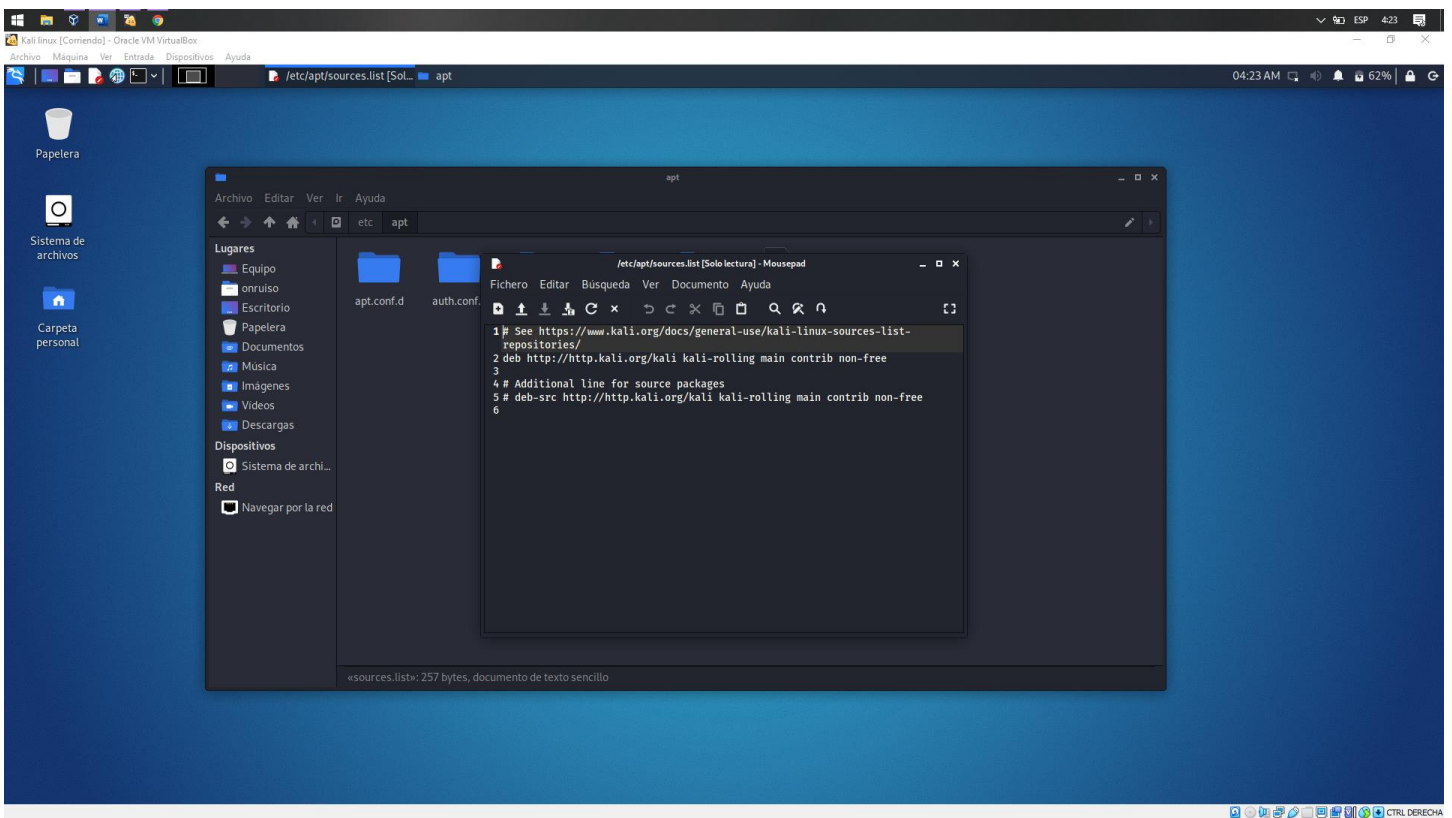 ESP 4:23
Kali linux [Corriendo] - Oracle VM VirtualBox
Archivo Máquina Ver Entrada Dispositivos Ayuda
/etc/apt/sources.list [Sol... apt
04:23 AM 62%
Papelera
Sistema de
archivos
Carpeta
personal
apt
Archivo Editar Ver Ir Ayuda
etc apt
Lugares
Equipo
onruiso
Escritorio
Papelera
Documentos
Música
Imágenes
Vídeos
Descargas
Dispositivos
Sistema de archi...
Red
Navegar por la red
apt.conf.d auth.conf.
/etc/apt/sources.list [Solo lectura] - Mousepad
Fichero Editar Búsqueda Ver Documento Ayuda
1 # See https://www.kali.org/docs/general-use/kali-linux-sources-list-
repositories/
2 deb http://http.kali.org/kali kali-rolling main contrib non-free
3
4 # Additional line for source packages
5 # deb-src http://http.kali.org/kali kali-rolling main contrib non-free
6
«sources.list»: 257 bytes, documento de texto sencillo
CTRL DERECHA